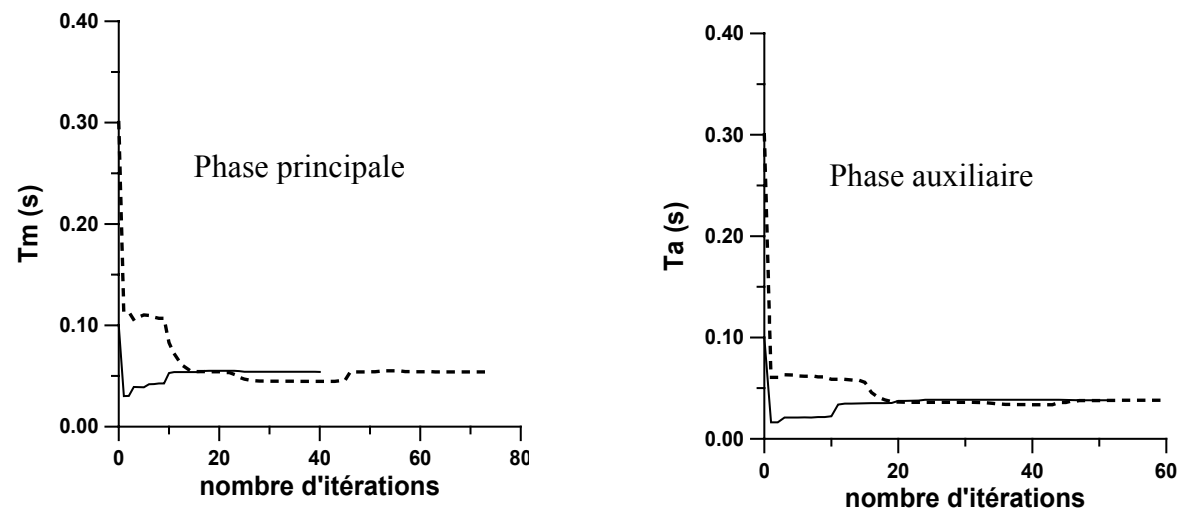 0.40
0.30
0.20
0.10
0.00
Tm (s)
Phase principale
0 20 40 60 80
nombre d'itérations
0.40
0.30
0.20
0.10
0.00
Ta (s)
Phase auxiliaire
0 20 40 60
nombre d'itérations